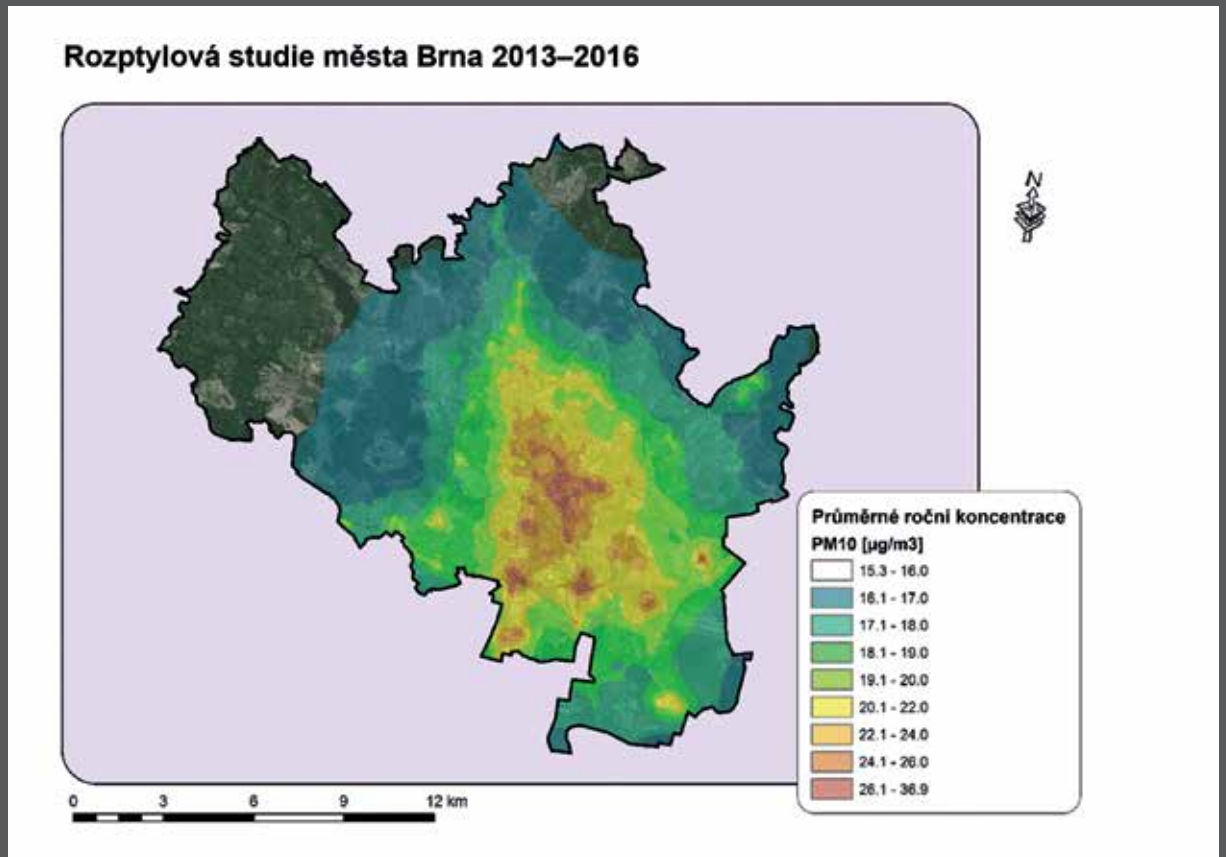 Rozptylová studie města Brna 2013–2016
N
Průměrné roční koncentrace
PM10 [µg/m3]
15.3 - 16.0
16.1 - 17.0
17.1 - 18.0
18.1 - 19.0
19.1 - 20.0
20.1 - 22.0
22.1 - 24.0
24.1 - 26.0
26.1 - 36.9
0 3 6 9 12 km